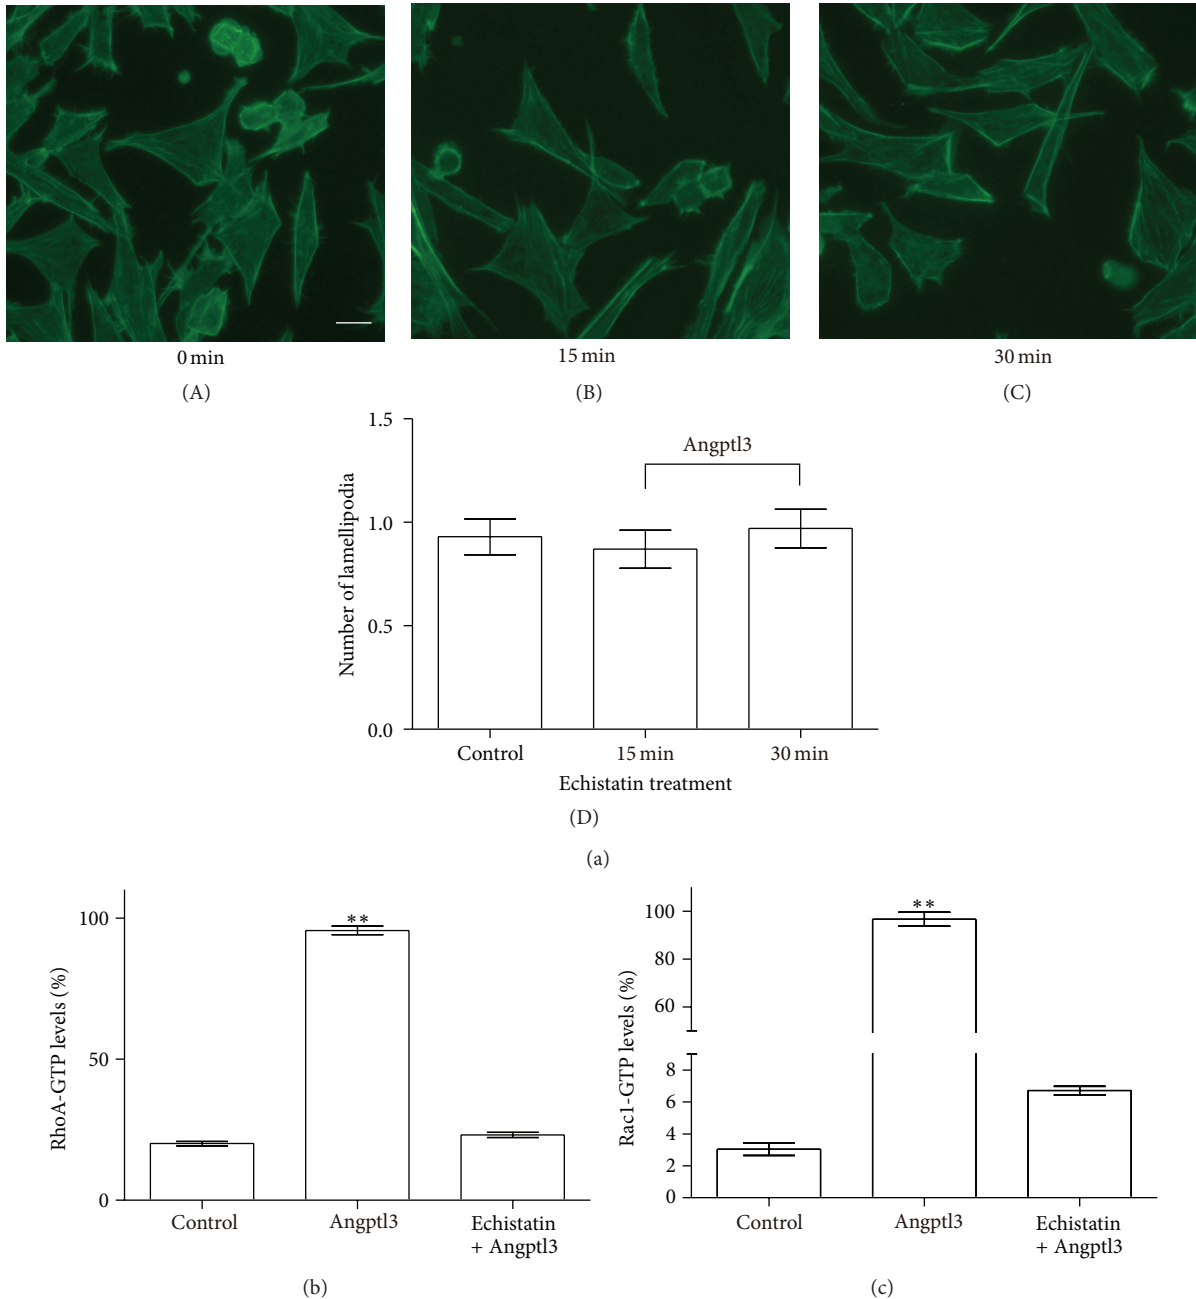 0 min
15 min
30 min
(A)
(B)
(C)
1.5
1.0
0.5
0.0
Number of lamellipodia
Angptl3
Control
15 min
30 min
Echistatin treatment
(D)
(a)
100
50
0
RhoA-GTP levels (%)
**
Control
Angptl3
Echistatin
+ Angptl3
(b)
100
80
60
8
6
4
2
0
Rac1-GTP levels (%)
**
Control
Angptl3
Echistatin
+ Angptl3
(c)